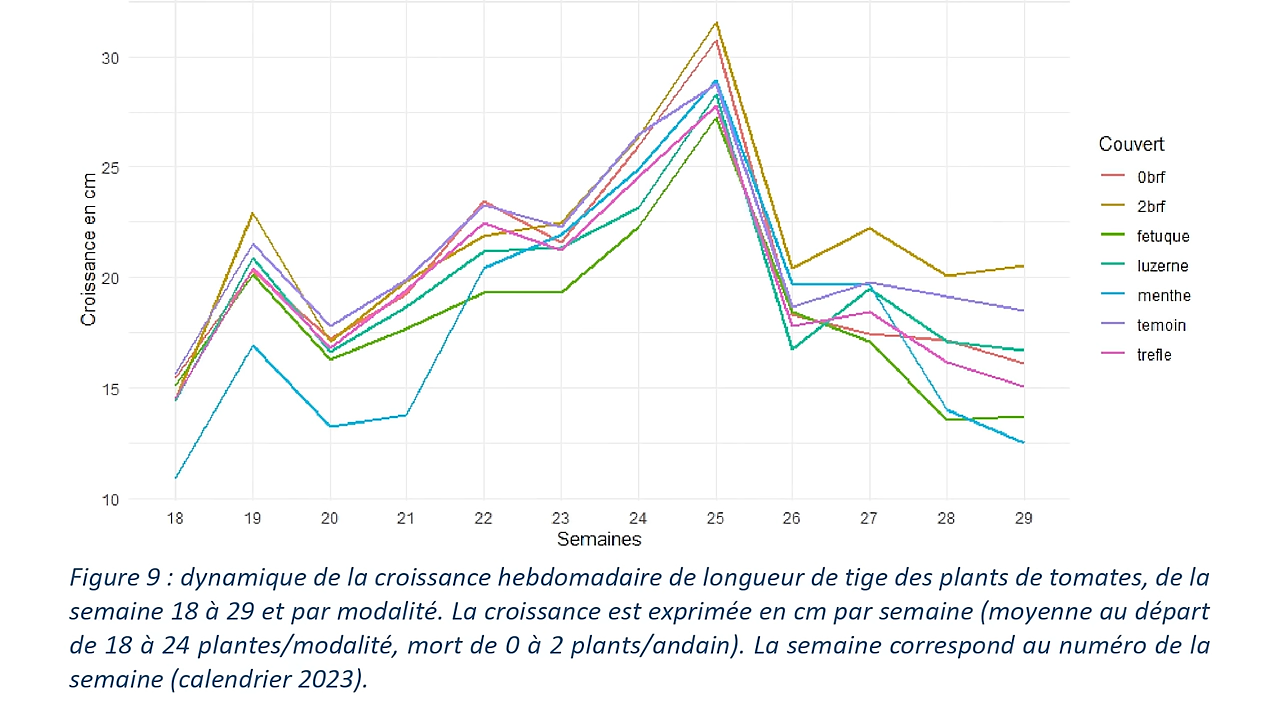 30
25
20
15
10
Croissance en cm
18 19 20 21 22 23 24 25 26 27 28 29
Semaines
Couvert
0brf
2brf
fetuque
luzerne
menthe
temoin
trefle
Figure 9 : dynamique de la croissance hebdomadaire de longueur de tige des plants de tomates, de la
semaine 18 à 29 et par modalité. La croissance est exprimée en cm par semaine (moyenne au départ
de 18 à 24 plantes/modalité, mort de 0 à 2 plants/andain). La semaine correspond au numéro de la
semaine (calendrier 2023).